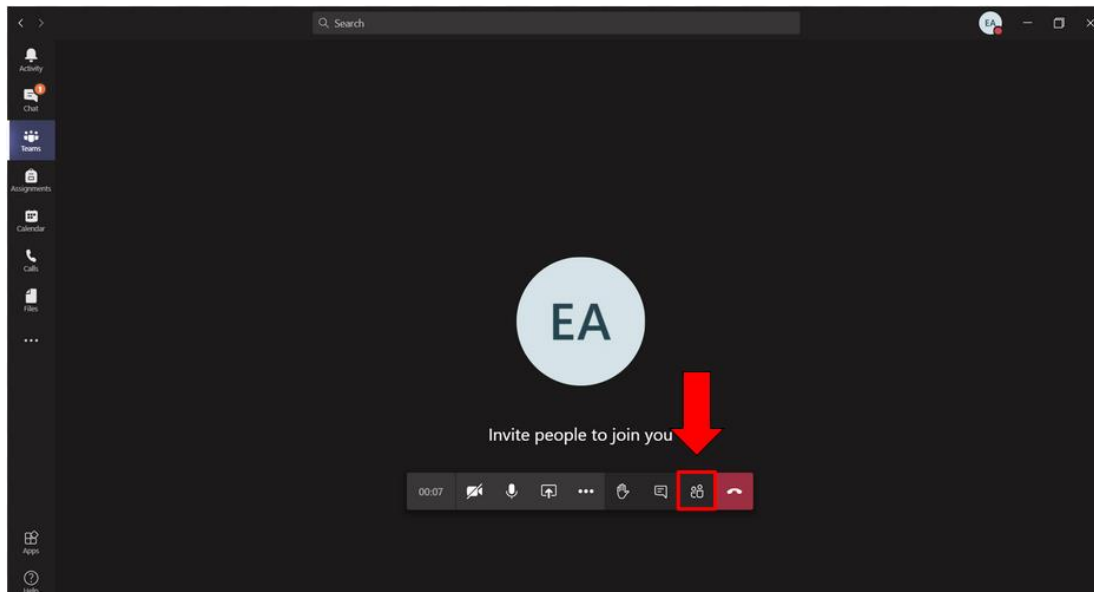 Search
EA
Activity
Chat
Teams
Assignments
Calendar
Calls
Files
EA
Invite people to join you
00:07
Apps
Help